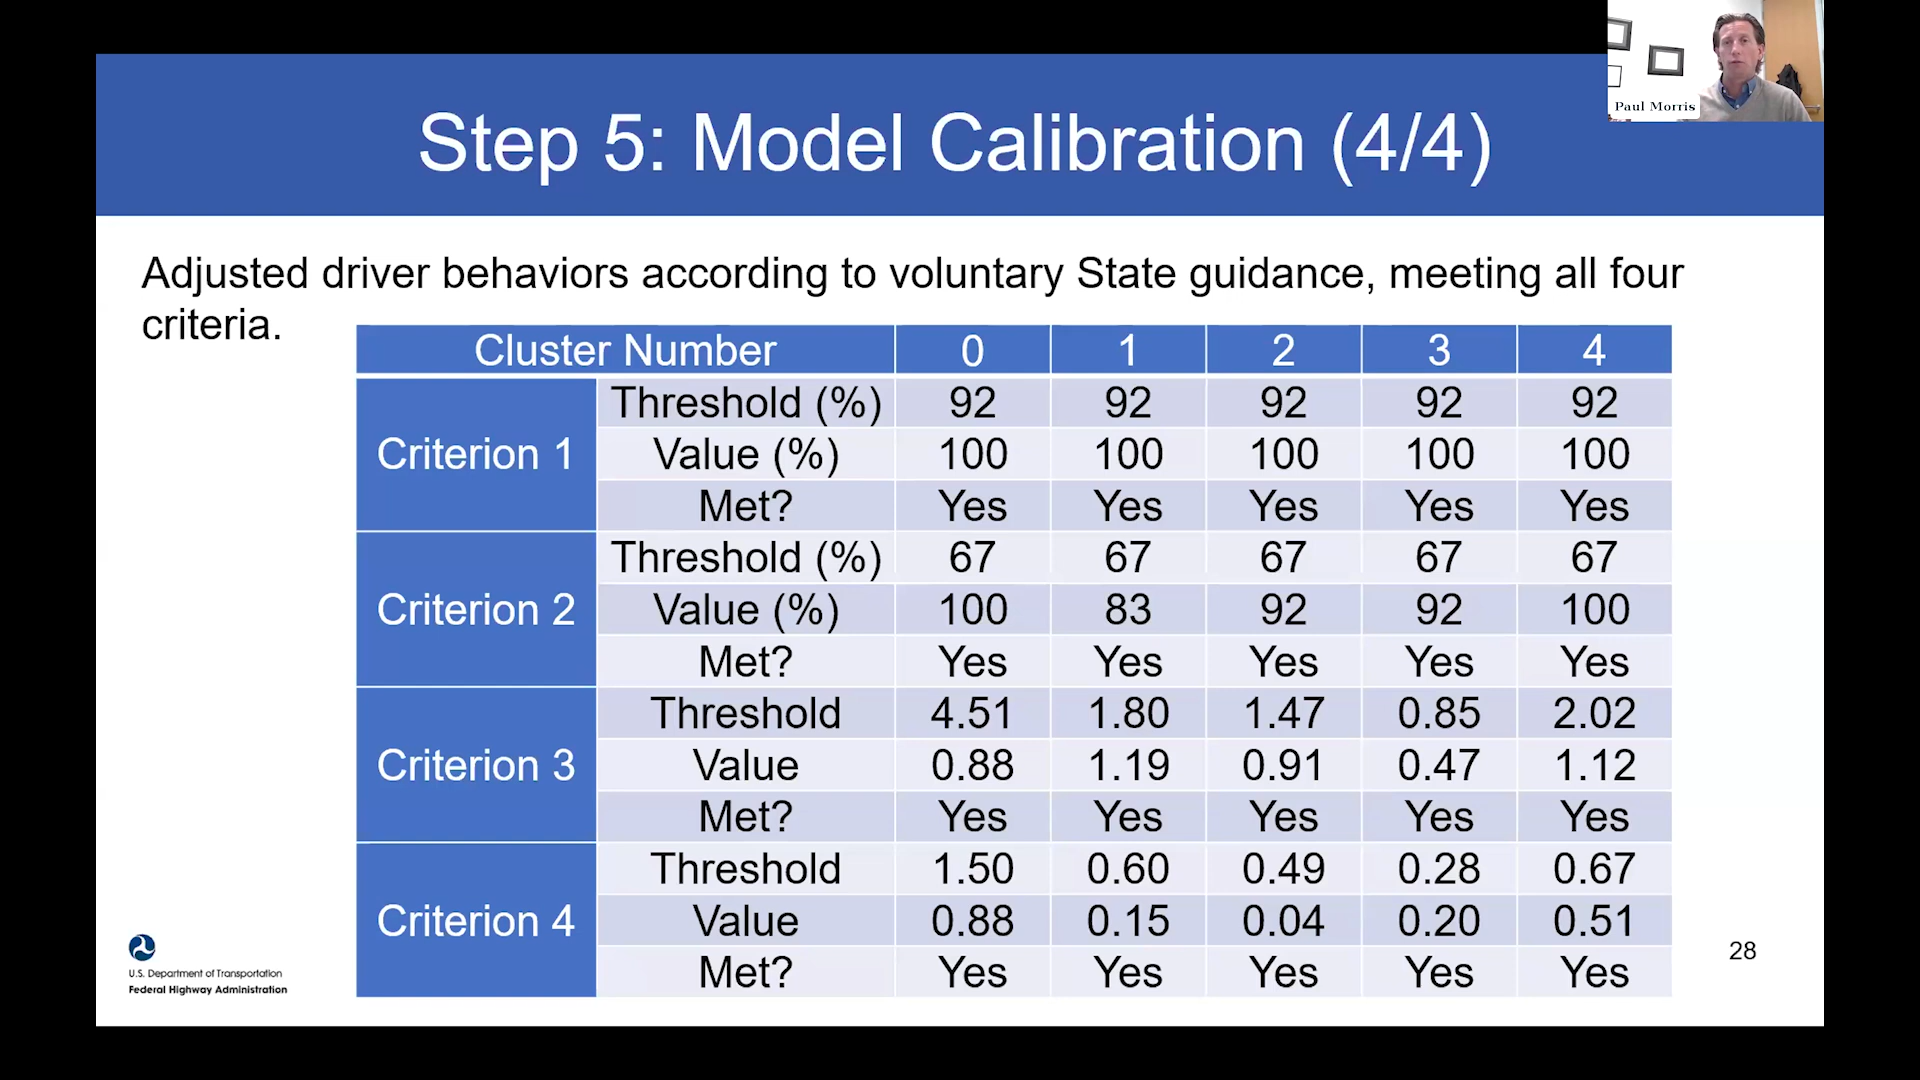 Paul Morris
Step 5: Model Calibration (4/4)
Adjusted driver behaviors according to voluntary State guidance, meeting all four
criteria.
Cluster Number 0 1 2 3 4
Criterion 1
Threshold (%) 92 92 92 92 92
Value (%) 100 100 100 100 100
Met? Yes Yes Yes Yes Yes
Criterion 2
Threshold (%) 67 67 67 67 67
Value (%) 100 83 92 92 100
Met? Yes Yes Yes Yes Yes
Criterion 3
Threshold 4.51 1.80 1.47 0.85 2.02
Value 0.88 1.19 0.91 0.47 1.12
Met? Yes Yes Yes Yes Yes
Criterion 4
Threshold 1.50 0.60 0.49 0.28 0.67
Value 0.88 0.15 0.04 0.20 0.51
Met? Yes Yes Yes Yes Yes
U.S. Department of Transportation
Federal Highway Administration
28